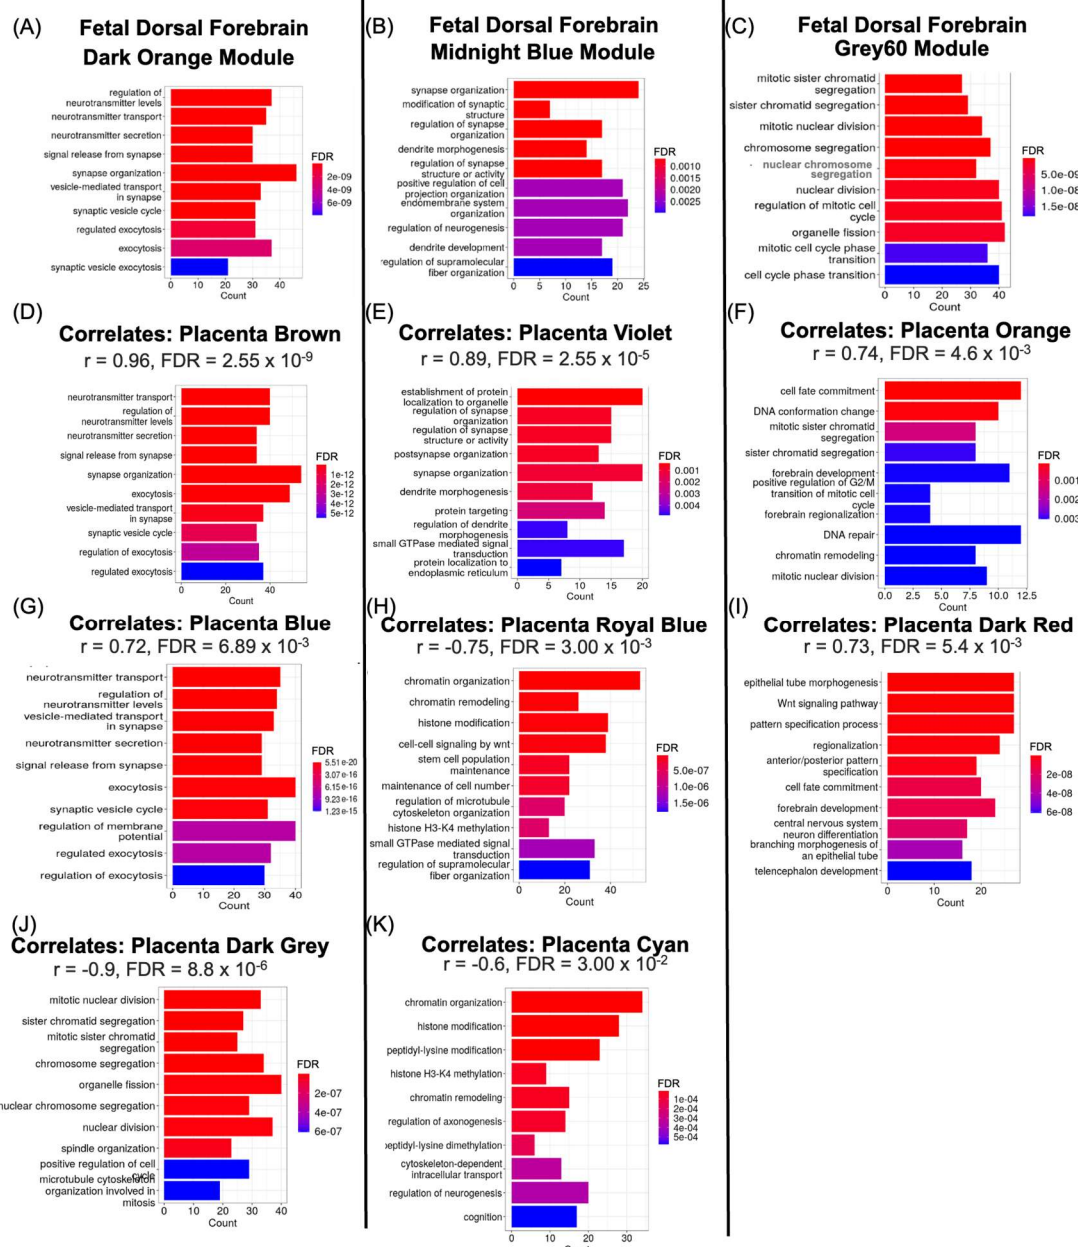 (A)
Fetal Dorsal Forebrain
Dark Orange Module
regulation of
neurotransmitter levels
neurotransmitter transport
neurotransmitter secretion
signal release from synapse
synapse organization
vesicle-mediated transport
in synapse
synaptic vesicle cycle
regulated exocytosis
exocytosis
synaptic vesicle exocytosis
0 10 20 30 40
Count
FDR
2e-09
4e-09
6e-09
(B)
Fetal Dorsal Forebrain
Midnight Blue Module
synapse organization
modification of synaptic
structure
regulation of synapse
organization
dendrite morphogenesis
regulation of synapse
structure or activity
positive regulation of cell
projection organization
endomembrane system
organization
regulation of neurogenesis
dendrite development
regulation of supramolecular
fiber organization
0 5 10 15 20 25
Count
FDR
0.0010
0.0015
0.0020
0.0025
(C)
Fetal Dorsal Forebrain
Grey60 Module
mitotic sister chromatid
segregation
sister chromatid segregation
mitotic nuclear division
chromosome segregation
nuclear chromosome
segregation
nuclear division
regulation of mitotic cell
cycle
organelle fission
mitotic cell cycle phase
transition
cell cycle phase transition
0 10 20 30 40
Count
FDR
5.0e-09
1.0e-08
1.5e-08
(D)
Correlates: Placenta Brown
r = 0.96, FDR = 2.55 x 10-9
neurotransmitter transport
regulation of
neurotransmitter levels
neurotransmitter secretion
signal release from synapse
synapse organization
exocytosis
vesicle-mediated transport
in synapse
synaptic vesicle cycle
regulation of exocytosis
regulated exocytosis
0 20 40
Count
FDR
1e-12
2e-12
3e-12
4e-12
5e-12
(E)
Correlates: Placenta Violet
r = 0.89, FDR = 2.55 x 10-5
establishment of protein
localization to organelle
regulation of synapse
organization
regulation of synapse
structure or activity
postsynapse organization
synapse organization
dendrite morphogenesis
protein targeting
regulation of dendrite
morphogenesis
small GTPase mediated signal
transduction
protein localization to
endoplasmic reticulum
0 5 10 15 20
Count
FDR
0.001
0.002
0.003
0.004
(F)
Correlates: Placenta Orange
r = 0.74, FDR = 4.6 x 10-3
cell fate commitment
DNA conformation change
mitotic sister chromatid
segregation
sister chromatid segregation
forebrain development
positive regulation of G2/M
transition of mitotic cell
cycle
forebrain regionalization
DNA repair
chromatin remodeling
mitotic nuclear division
0.0 2.5 5.0 7.5 10.0 12.5
Count
FDR
0.001
0.002
0.003
(G)
Correlates: Placenta Blue
r = 0.72, FDR = 6.89 x 10-3
neurotransmitter transport
regulation of
neurotransmitter levels
vesicle-mediated transport
in synapse
neurotransmitter secretion
signal release from synapse
exocytosis
synaptic vesicle cycle
regulation of membrane
potential
regulated exocytosis
regulation of exocytosis
0 10 20 30 40
Count
FDR
5.51 e-20
3.07 e-16
6.15 e-16
9.23 e-16
1.23 e-15
(H)
Correlates: Placenta Royal Blue
r = -0.75, FDR = 3.00 x 10-3
chromatin organization
chromatin remodeling
histone modification
cell-cell signaling by wnt
stem cell population
maintenance
maintenance of cell number
regulation of microtubule
cytoskeleton organization
histone H3-K4 methylation
small GTPase mediated signal
transduction
regulation of supramolecular
fiber organization
0 20 40
Count
FDR
5.0e-07
1.0e-06
1.5e-06
(I)
Correlates: Placenta Dark Red
r = 0.73, FDR = 5.4 x 10-3
epithelial tube morphogenesis
Wnt signaling pathway
pattern specification process
regionalization
anterior/posterior pattern
specification
cell fate commitment
forebrain development
central nervous system
neuron differentiation
branching morphogenesis of
an epithelial tube
telencephalon development
0 10 20
Count
FDR
2e-08
4e-08
6e-08
(J)
Correlates: Placenta Dark Grey
r = -0.9, FDR = 8.8 x 10-6
mitotic nuclear division
sister chromatid segregation
mitotic sister chromatid
segregation
chromosome segregation
organelle fission
nuclear chromosome segregation
nuclear division
spindle organization
positive regulation of cell
cycle
microtubule cytoskeleton
organization involved in
mitosis
0 10 20 30 40
Count
FDR
2e-07
4e-07
6e-07
(K)
Correlates: Placenta Cyan
r = -0.6, FDR = 3.00 x 10-2
chromatin organization
histone modification
peptidyl-lysine modification
histone H3-K4 methylation
chromatin remodeling
regulation of axonogenesis
peptidyl-lysine dimethylation
cytoskeleton-dependent
intracellular transport
regulation of neurogenesis
cognition
0 10 20 30
Count
FDR
1e-04
2e-04
3e-04
4e-04
5e-04